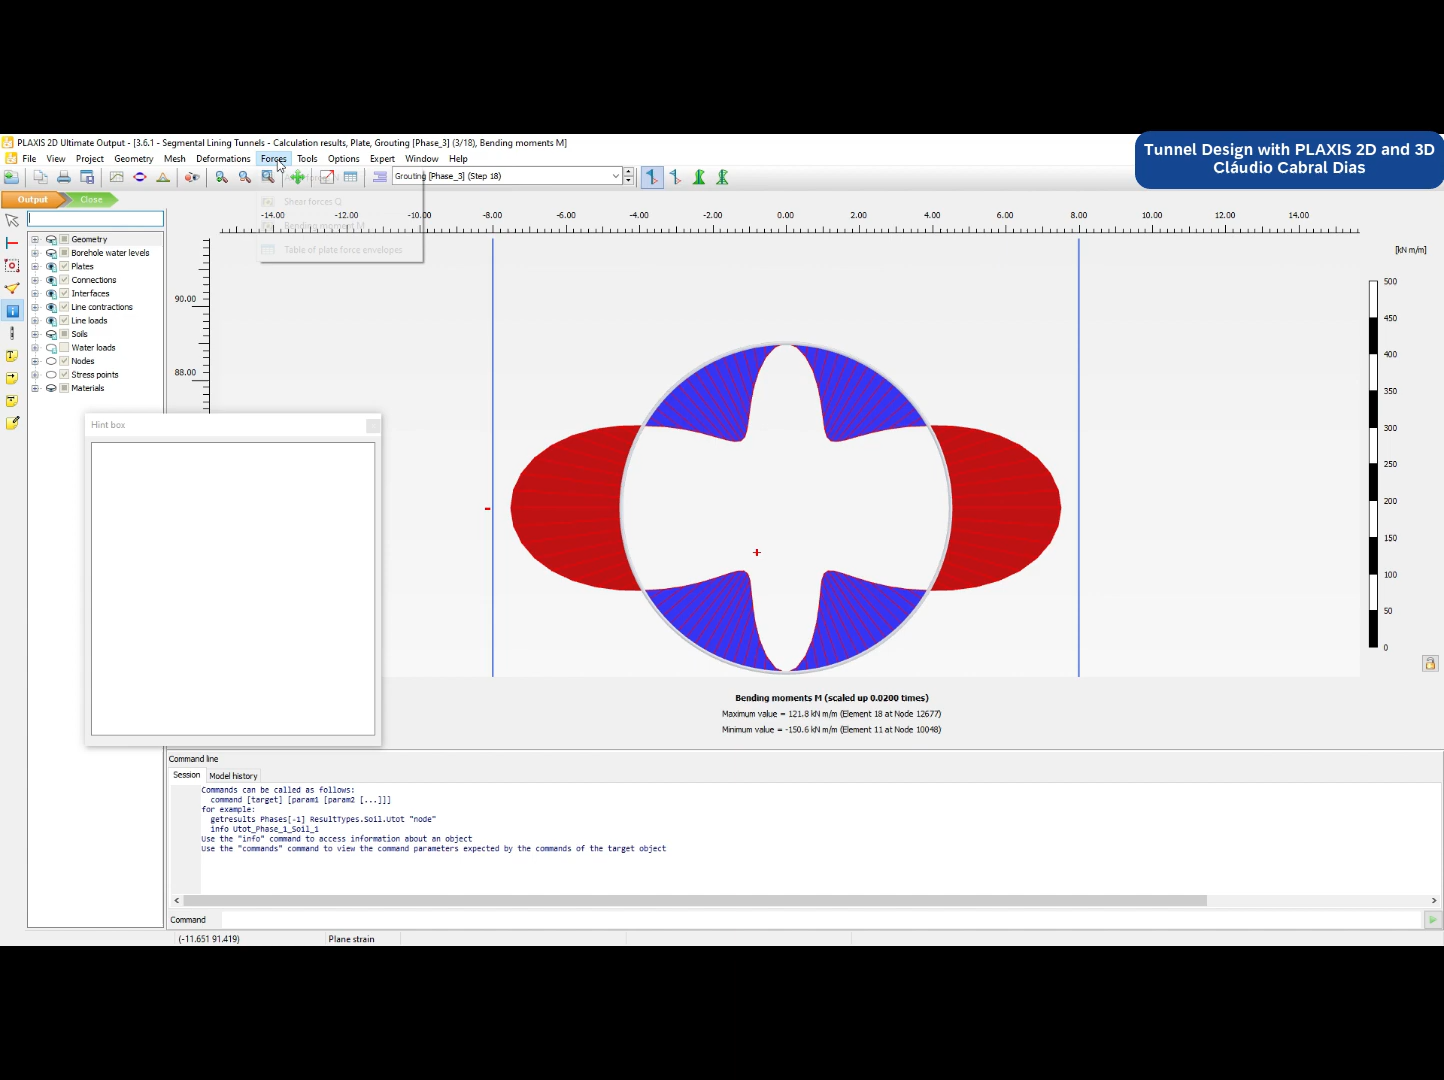 Tunnel Design with PLAXIS 2D and 3D
Cláudio Cabral Dias
PLAXIS 2D Ultimate Output - [3.6.1 - Segmental Lining Tunnels - Calculation results, Plate, Grouting [Phase_3] (3/18), Bending moments M]
File View Project Geometry Mesh Deformations Forces Tools Options Expert Window Help
Grouting [Phase_3] (Step 18)
Output Close
Shear forces Q
Bending moment M
Table of plate force envelopes
-14.00 -12.00 -10.00 -8.00 -6.00 -4.00 -2.00 0.00 2.00 4.00 6.00 8.00 10.00 12.00 14.00
Geometry
Borehole water levels
Plates
Connections
Interfaces
Line contractions
Line loads
Soils
Water loads
Nodes
Stress points
Materials
90.00
88.00
[kN m/m]
500
450
400
350
300
250
200
150
100
50
0
Hint box
Bending moments M (scaled up 0.0200 times)
Maximum value = 121.8 kN m/m (Element 18 at Node 12677)
Minimum value = -150.6 kN m/m (Element 11 at Node 10048)
Command line
Session Model history
Commands can be called as follows:
command [target] [param1 [param2 [...]]]
for example:
getresults Phases[-1] ResultTypes.Soil.Utot "node"
info Utot_Phase_1_Soil_1
Use the "info" command to access information about an object
Use the "commands" command to view the command parameters expected by the commands of the target object
Command
(-11.651 91.419) Plane strain